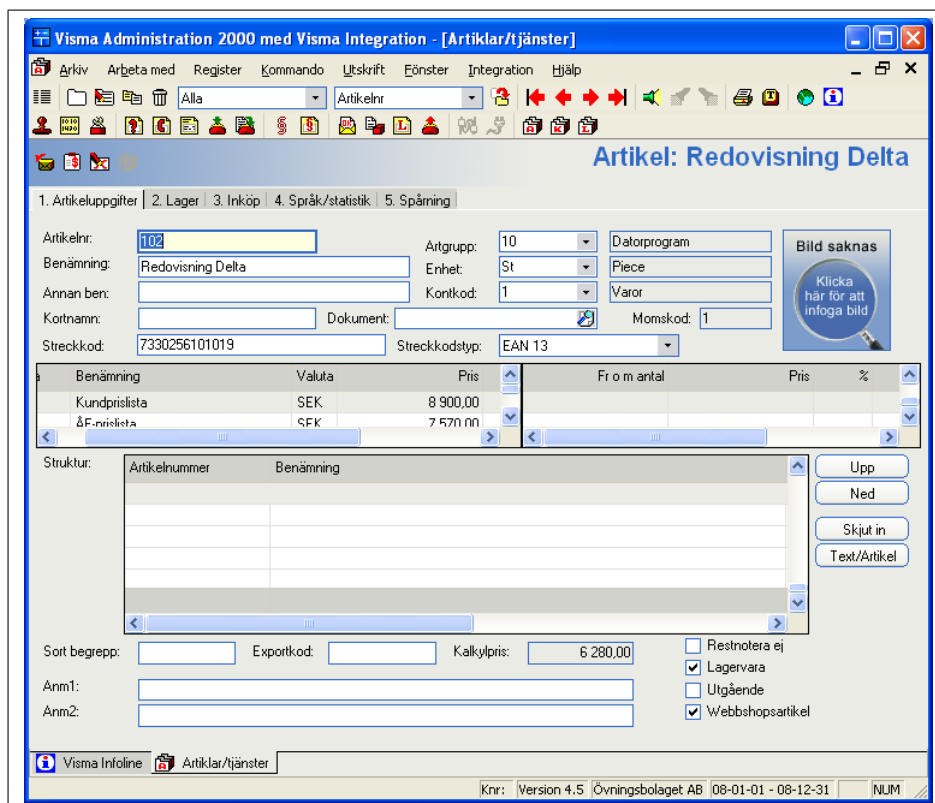 Visma Administration 2000 med Visma Integration - [Artiklar/tjänster]
Arkiv Arbeta med Register Kommando Utskrift Fönster Integration Hjälp
Alla Artikelnr
Artikel: Redovisning Delta
1. Artikeluppgifter 2. Lager 3. Inköp 4. Språk/statistik 5. Spårning
Artikelnr: 102 Artgrupp: 10 Datorprogram
Benämning: Redovisning Delta Enhet: St Piece
Annan ben: Kontkod: 1 Varor
Kortnamn: Dokument: Momskod: 1
Streckkod: 7330256101019 Streckkodstyp: EAN 13
Bild saknas
Klicka
här för att
infoga bild
Benämning Valuta Pris Fr o m antal Pris %
Kundprislista SEK 8 900,00
ÅF-prislista SEK 7 570,00
Struktur: Artikelnummer Benämning
Upp
Ned
Skjut in
Text/Artikel
Sort begrepp: Exportkod: Kalkylpris: 6 280,00
Restnotera ej
Lagervara
Utgående
Webbshopsartikel
Anm1:
Anm2:
Visma Infoline Artiklar/tjänster
Knr: Version 4.5 Övningsbolaget AB 08-01-01 - 08-12-31 NUM